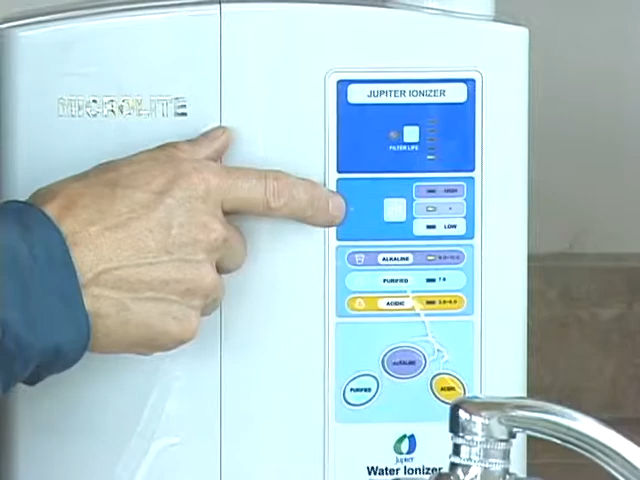 MICROLITE
JUPITER IONIZER
FILTER LIFE
HIGH
LOW
ALKALINE
PURIFIED 7.0
ACIDIC
ALKALINE
PURIFIED
ACIDIC
Jupiter
Water Ionizer